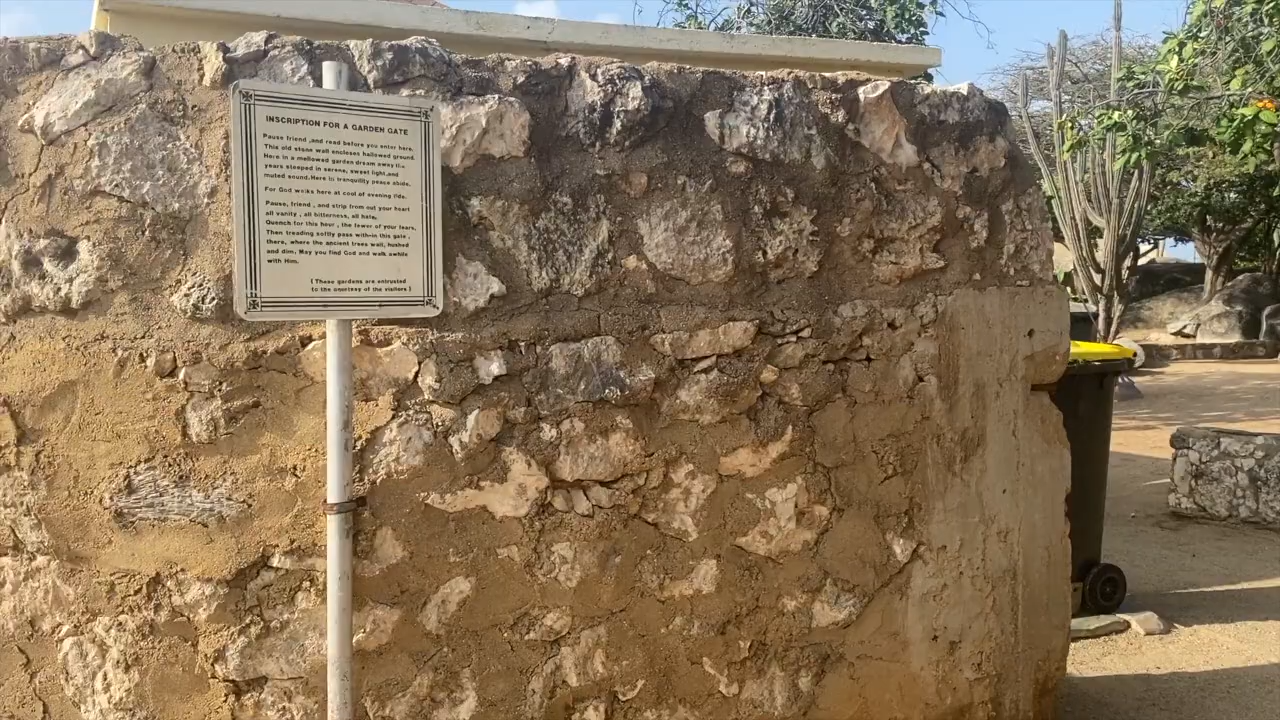 INSCRIPTION FOR A GARDEN GATE
Pause friend ,and read before you enter here.
This old stone wall encloses hallowed ground.
Here in a mellowed garden dream away the
years steeped in serene, sweet light,and
muted sound.Here in tranquility peace abids.
For God walks here at cool of evening tide.
Pause, friend , and strip from out your heart
all vanity , all bitterness, all hate,
Quench for this hour , the fewer of your fears,
Then treading softly pass with-in this gate ,
there, where the ancient trees wait, hushed
and dim, May you find God and walk awhile
with Him.
( These gardens are entrusted
to the courtesy of the visitors )